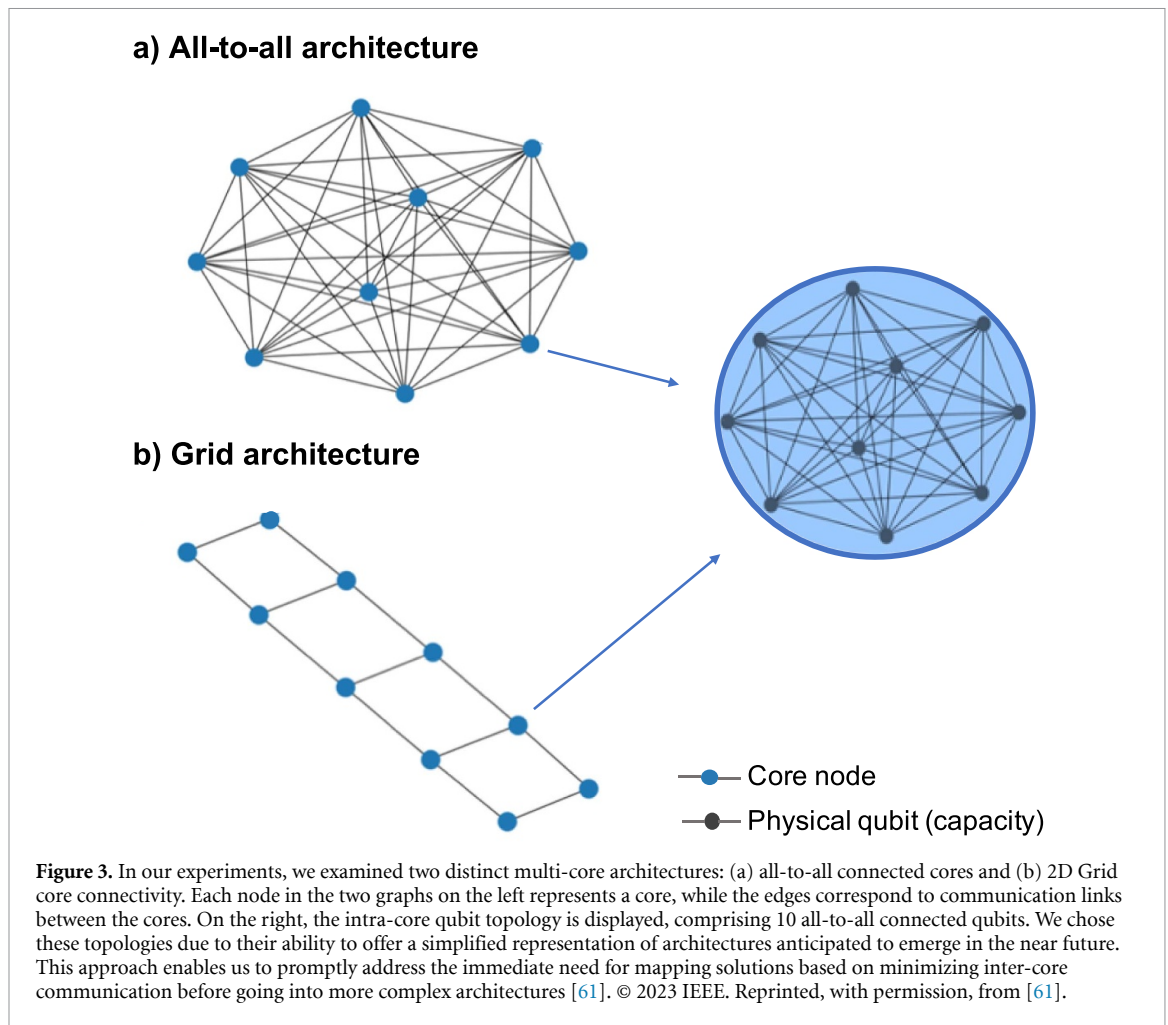 a) All-to-all architecture
b) Grid architecture
Core node
Physical qubit (capacity)
Figure 3. In our experiments, we examined two distinct multi-core architectures: (a) all-to-all connected cores and (b) 2D Grid
core connectivity. Each node in the two graphs on the left represents a core, while the edges correspond to communication links
between the cores. On the right, the intra-core qubit topology is displayed, comprising 10 all-to-all connected qubits. We chose
these topologies due to their ability to offer a simplified representation of architectures anticipated to emerge in the near future.
This approach enables us to promptly address the immediate need for mapping solutions based on minimizing inter-core
communication before going into more complex architectures [61]. © 2023 IEEE. Reprinted, with permission, from [61].